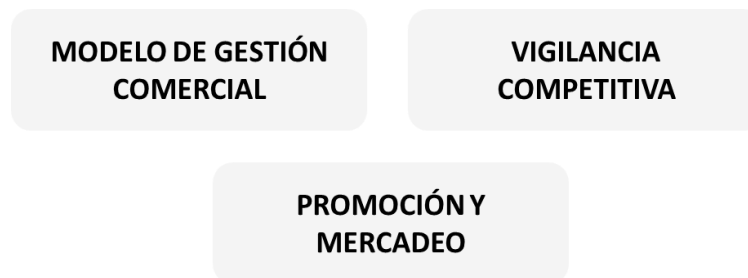 MODELO DE GESTIÓN
COMERCIAL
VIGILANCIA
COMPETITIVA
PROMOCIÓN Y
MERCADEO